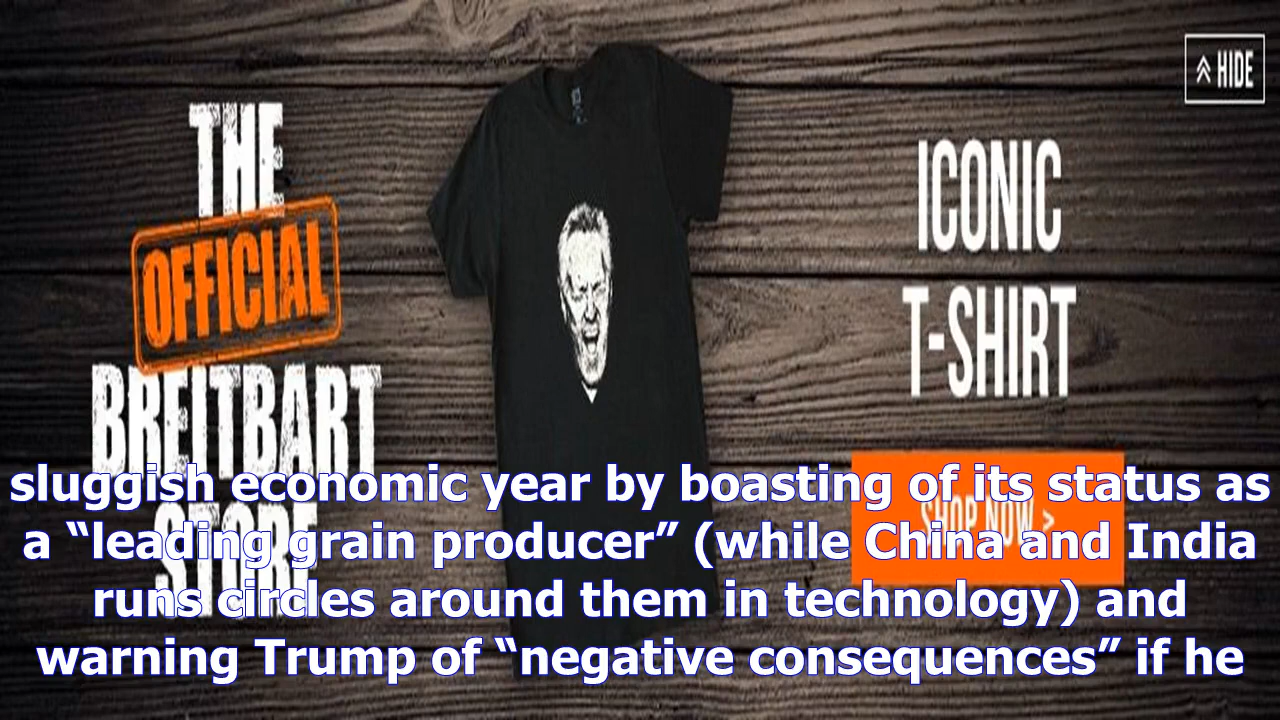 THE
OFFICIAL
BREITBART
STORE
ICONIC
T-SHIRT
SHOP NOW >
HIDE
sluggish economic year by boasting of its status as
a “leading grain producer” (while China and India
runs circles around them in technology) and
warning Trump of “negative consequences” if he